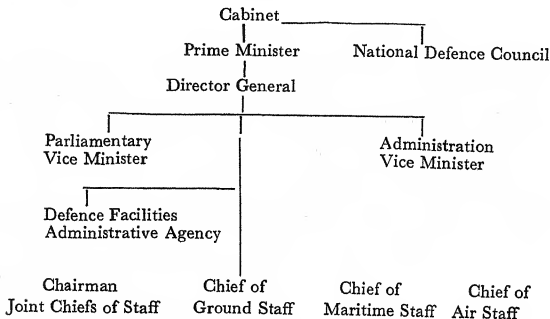 Cabinet
Prime Minister
National Defence Council
Director General
Parliamentary
Vice Minister
Administration
Vice Minister
Defence Facilities
Administrative Agency
Chairman
Joint Chiefs of Staff
Chief of
Ground Staff
Chief of
Maritime Staff
Chief of
Air Staff